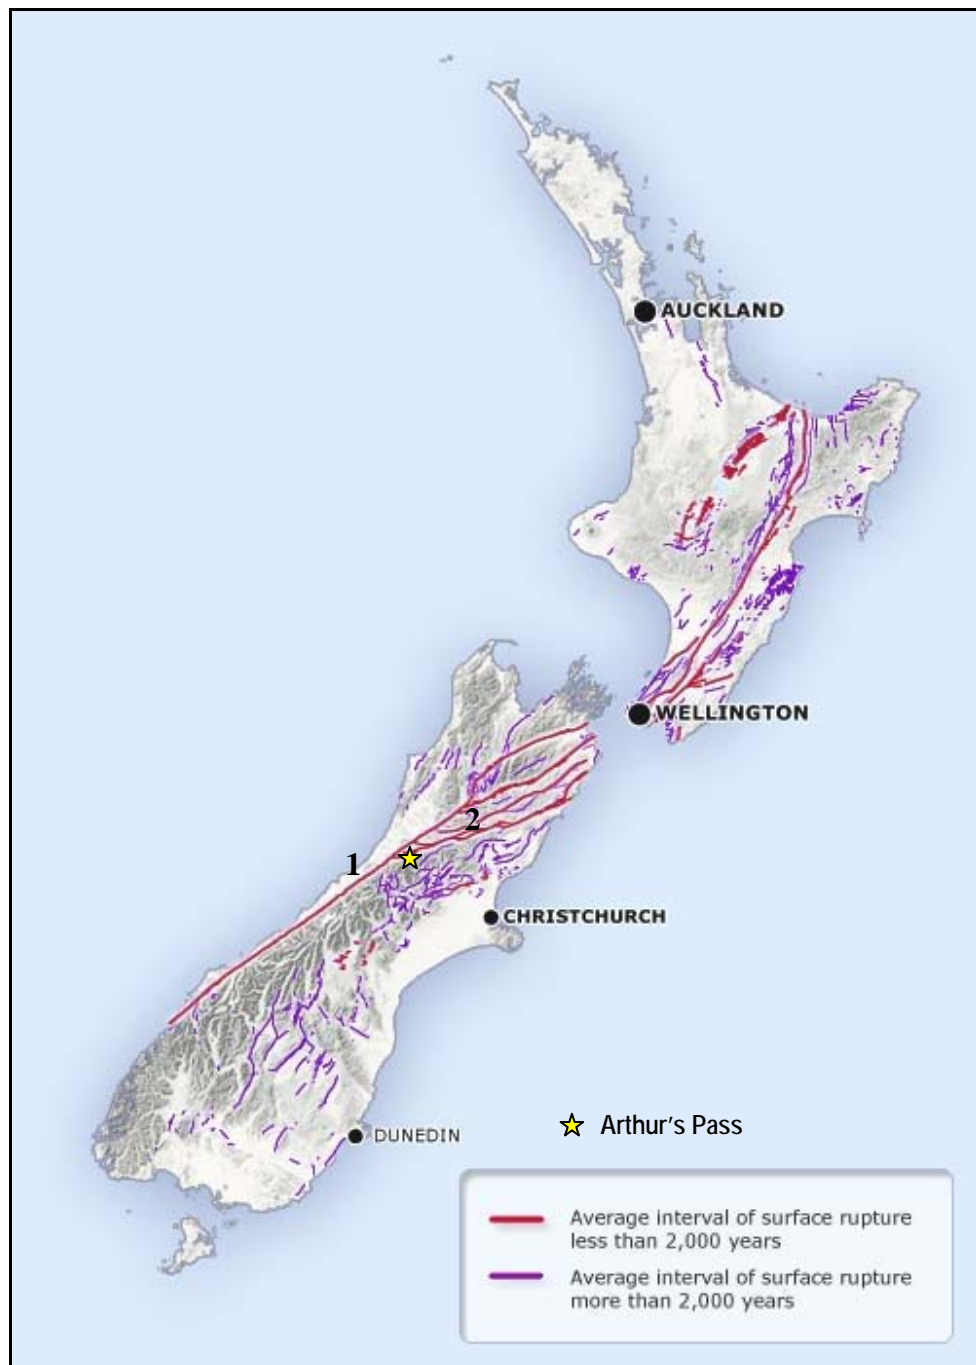 AUCKLAND
WELLINGTON
2
1
CHRISTCHURCH
Arthur's Pass
DUNEDIN
Average interval of surface rupture
less than 2,000 years
Average interval of surface rupture
more than 2,000 years